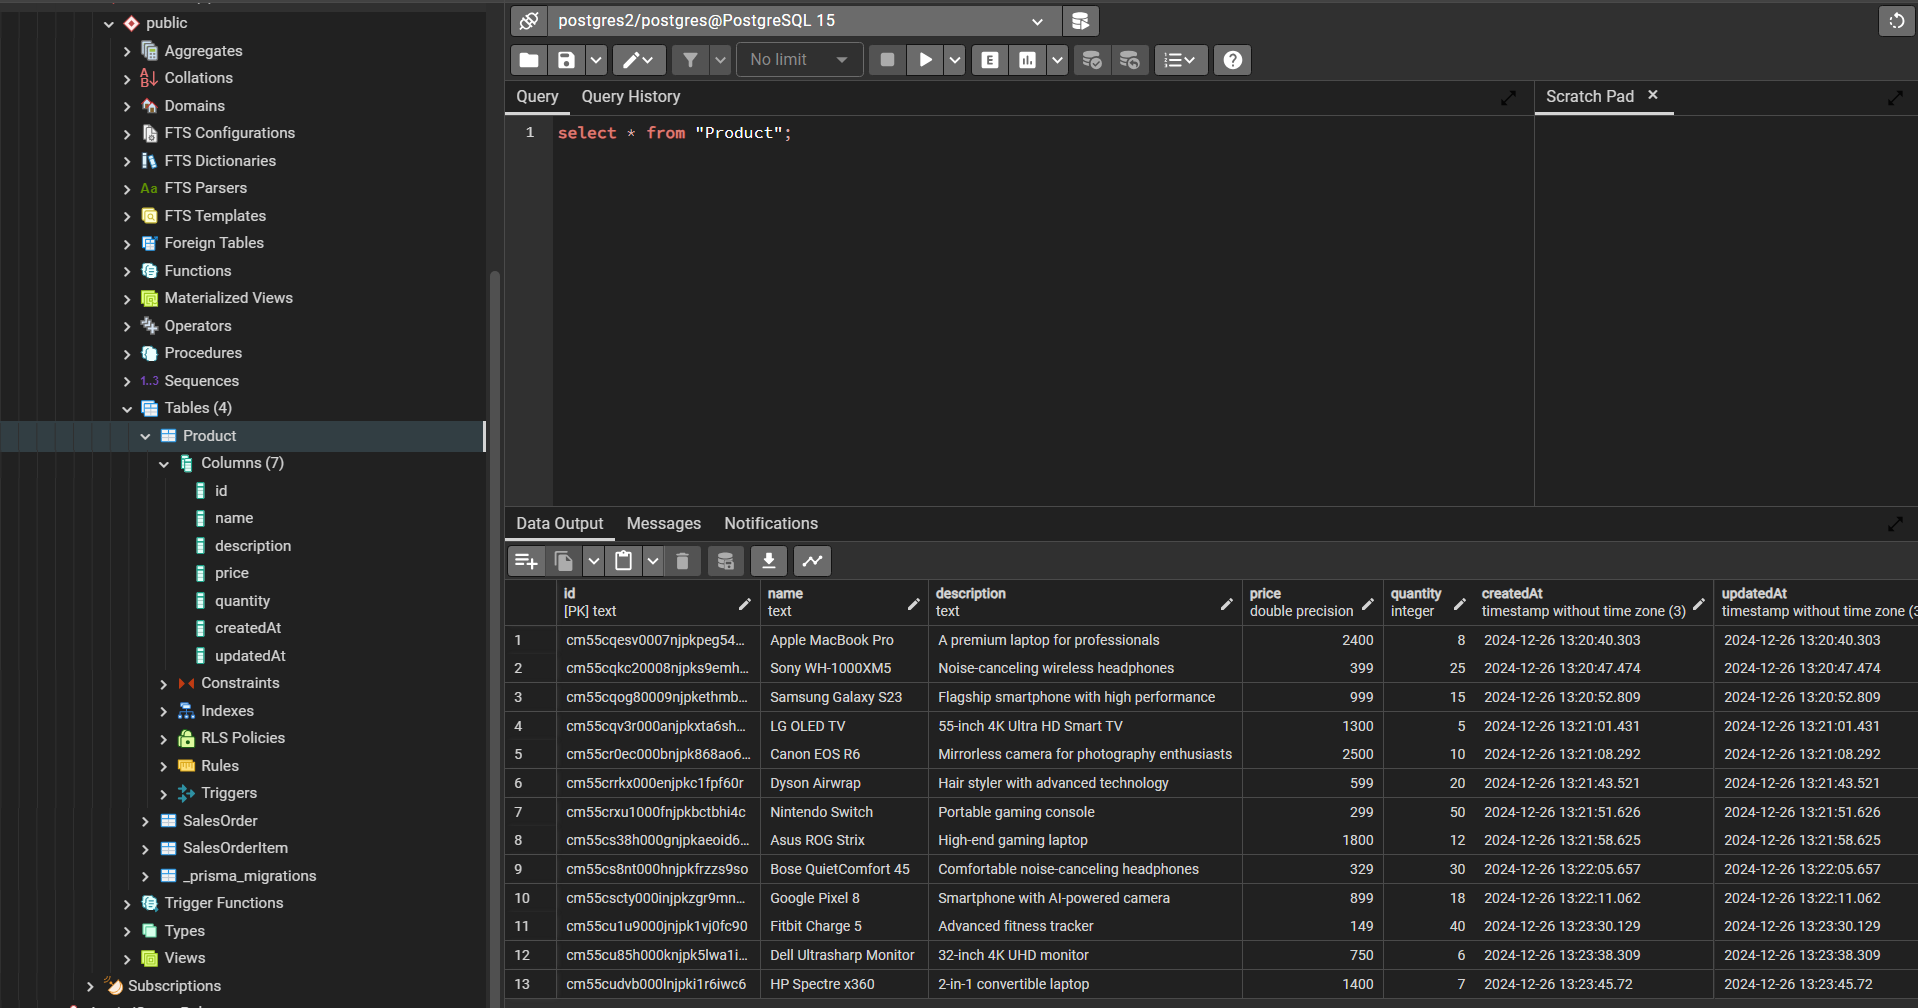 public
Aggregates
Collations
Domains
FTS Configurations
FTS Dictionaries
Aa FTS Parsers
FTS Templates
Foreign Tables
Functions
Materialized Views
Operators
Procedures
1..3 Sequences
Tables (4)
Product
Columns (7)
id
name
description
price
quantity
createdAt
updatedAt
Constraints
Indexes
RLS Policies
Rules
Triggers
SalesOrder
SalesOrderItem
_prisma_migrations
Trigger Functions
Types
Views
Subscriptions
postgres2/postgres@PostgreSQL 15
No limit
E
Query Query History
Scratch Pad
1 select * from "Product";
Data Output Messages Notifications
id name description price quantity createdAt updatedAt
[PK] text text text double precision integer timestamp without time zone (3) timestamp without time zone (3
1 cm55cqesv0007njpkpeg54... Apple MacBook Pro A premium laptop for professionals 2400 8 2024-12-26 13:20:40.303 2024-12-26 13:20:40.303
2 cm55cqkc20008njpks9emh... Sony WH-1000XM5 Noise-canceling wireless headphones 399 25 2024-12-26 13:20:47.474 2024-12-26 13:20:47.474
3 cm55cqog80009njpkethmb... Samsung Galaxy S23 Flagship smartphone with high performance 999 15 2024-12-26 13:20:52.809 2024-12-26 13:20:52.809
4 cm55cqv3r000anjpkxta6sh... LG OLED TV 55-inch 4K Ultra HD Smart TV 1300 5 2024-12-26 13:21:01.431 2024-12-26 13:21:01.431
5 cm55cr0ec000bnjpk868ao6... Canon EOS R6 Mirrorless camera for photography enthusiasts 2500 10 2024-12-26 13:21:08.292 2024-12-26 13:21:08.292
6 cm55crrkx000enjpkc1fpf60r Dyson Airwrap Hair styler with advanced technology 599 20 2024-12-26 13:21:43.521 2024-12-26 13:21:43.521
7 cm55crxu1000fnjpkbctbhi4c Nintendo Switch Portable gaming console 299 50 2024-12-26 13:21:51.626 2024-12-26 13:21:51.626
8 cm55cs38h000gnjpkaeoid6... Asus ROG Strix High-end gaming laptop 1800 12 2024-12-26 13:21:58.625 2024-12-26 13:21:58.625
9 cm55cs8nt000hnjpkfrzzs9so Bose QuietComfort 45 Comfortable noise-canceling headphones 329 30 2024-12-26 13:22:05.657 2024-12-26 13:22:05.657
10 cm55cscty000injpkzgr9mn... Google Pixel 8 Smartphone with AI-powered camera 899 18 2024-12-26 13:22:11.062 2024-12-26 13:22:11.062
11 cm55cu1u9000jnjpk1vj0fc90 Fitbit Charge 5 Advanced fitness tracker 149 40 2024-12-26 13:23:30.129 2024-12-26 13:23:30.129
12 cm55cu85h000knjpk5lwa1i... Dell Ultrasharp Monitor 32-inch 4K UHD monitor 750 6 2024-12-26 13:23:38.309 2024-12-26 13:23:38.309
13 cm55cudvb000lnjpki1r6iwc6 HP Spectre x360 2-in-1 convertible laptop 1400 7 2024-12-26 13:23:45.72 2024-12-26 13:23:45.72